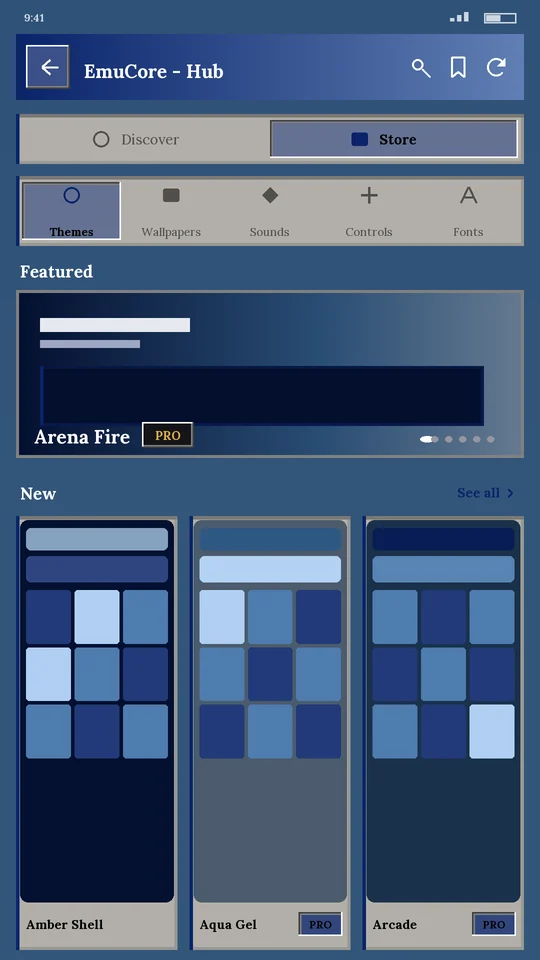 9:41
EmuCore - Hub
Discover
Store
Themes
Wallpapers
Sounds
Controls
Fonts
Featured
Arena Fire
PRO
New
See all
Amber Shell
Aqua Gel
PRO
Arcade
PRO